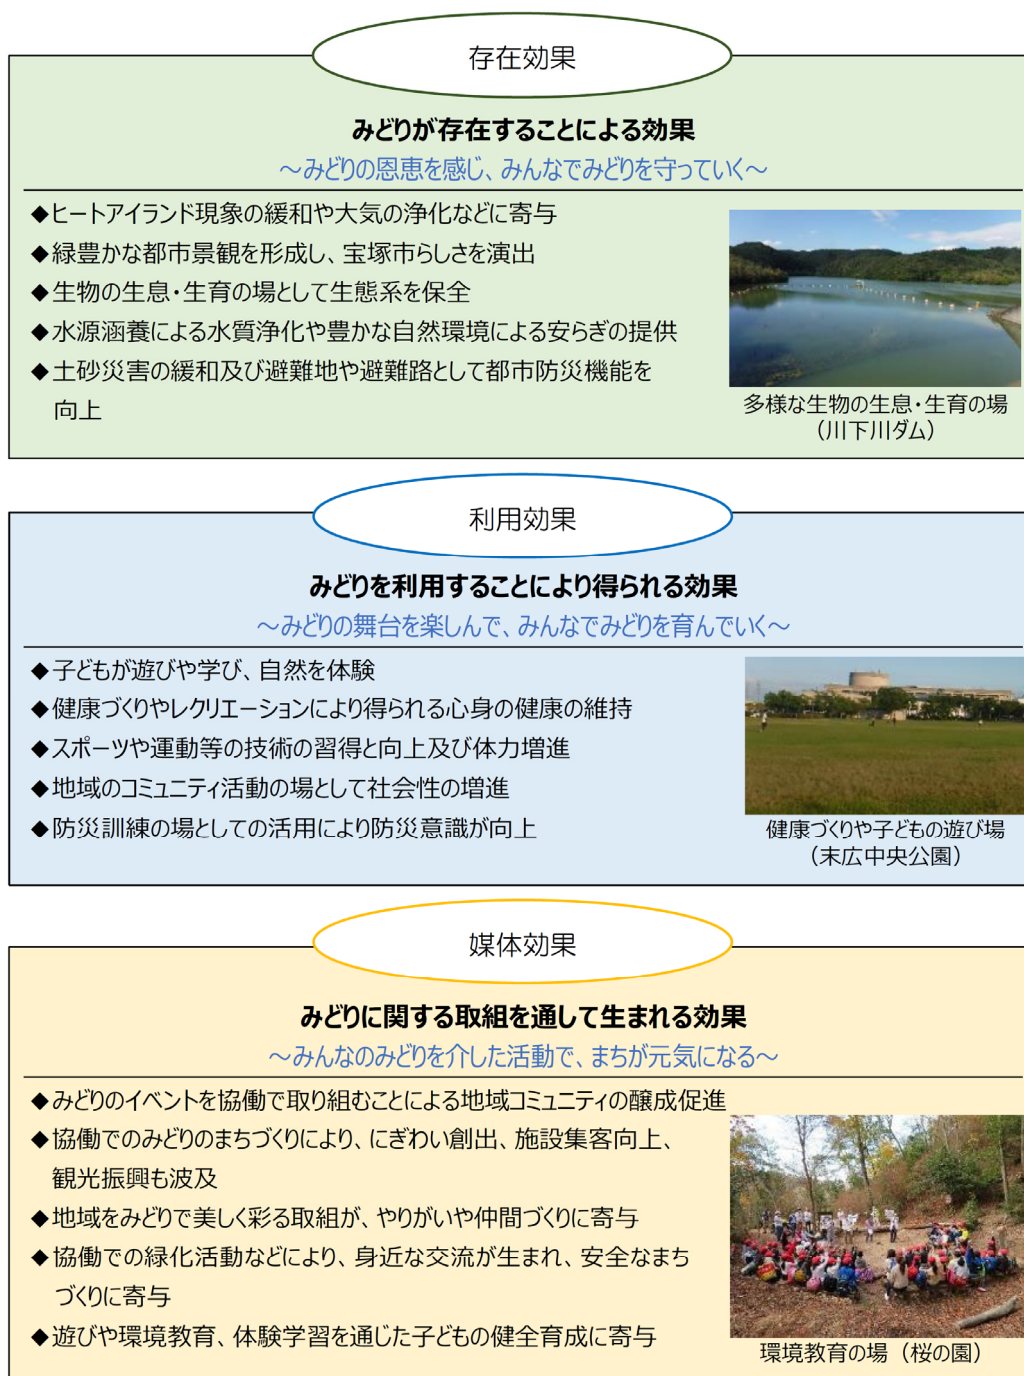 存在効果
みどりが存在することによる効果
～みどりの恩恵を感じ、みんなでみどりを守っていく～
◆ヒートアイランド現象の緩和や大気の浄化などに寄与
◆緑豊かな都市景観を形成し、宝塚市らしさを演出
◆生物の生息・生育の場として生態系を保全
◆水源涵養による水質浄化や豊かな自然環境による安らぎの提供
◆土砂災害の緩和及び避難地や避難路として都市防災機能を
向上
多様な生物の生息・生育の場
（川下川ダム）
利用効果
みどりを利用することにより得られる効果
～みどりの舞台を楽しんで、みんなでみどりを育んでいく～
◆子どもが遊びや学び、自然を体験
◆健康づくりやレクリエーションにより得られる心身の健康の維持
◆スポーツや運動等の技術の習得と向上及び体力増進
◆地域のコミュニティ活動の場として社会性の増進
◆防災訓練の場としての活用により防災意識が向上
健康づくりや子どもの遊び場
（末広中央公園）
媒体効果
みどりに関する取組を通して生まれる効果
～みんなのみどりを介した活動で、まちが元気になる～
◆みどりのイベントを協働で取り組むことによる地域コミュニティの醸成促進
◆協働でのみどりのまちづくりにより、にぎわい創出、施設集客向上、
観光振興も波及
◆地域をみどりで美しく彩る取組が、やりがいや仲間づくりに寄与
◆協働での緑化活動などにより、身近な交流が生まれ、安全なまち
づくりに寄与
◆遊びや環境教育、体験学習を通じた子どもの健全育成に寄与
環境教育の場（桜の園）